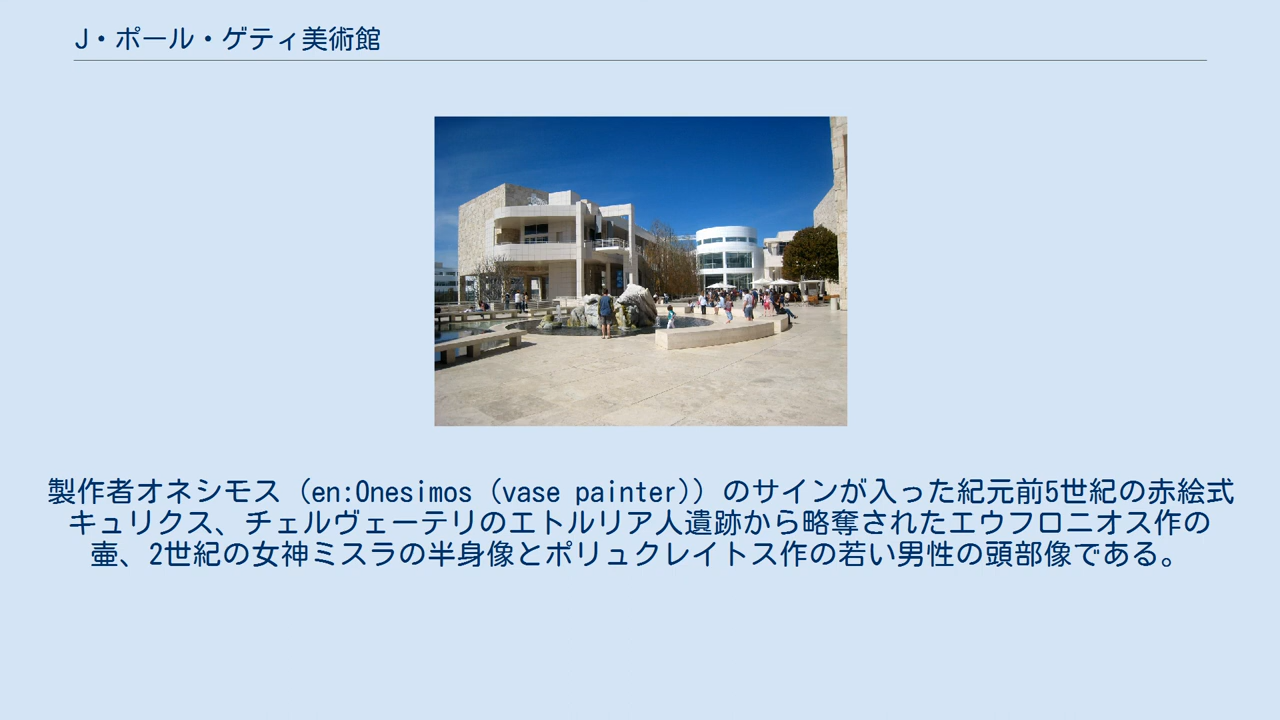 J・ポール・ゲティ美術館
製作者オネシモス（en:Onesimos（vase painter)）のサインが入った紀元前5世紀の赤絵式
キュリクス、チェルヴェーテリのエトルリア人遺跡から略奪されたエウフロニオス作の
壷、2世紀の女神ミスラの半身像とポリュクレイトス作の若い男性の頭部像である。